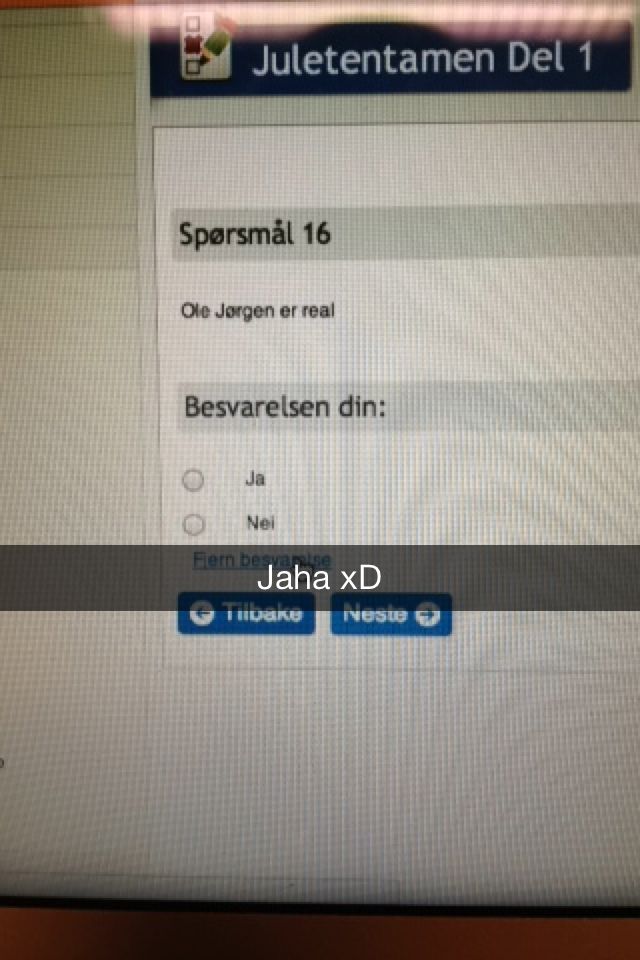 Juletentamen Del 1
Spørsmål 16
Ole Jørgen er real
Besvarelsen din:
Ja
Nei
Fjern besvarelse
Jaha xD
Tilbake
Neste